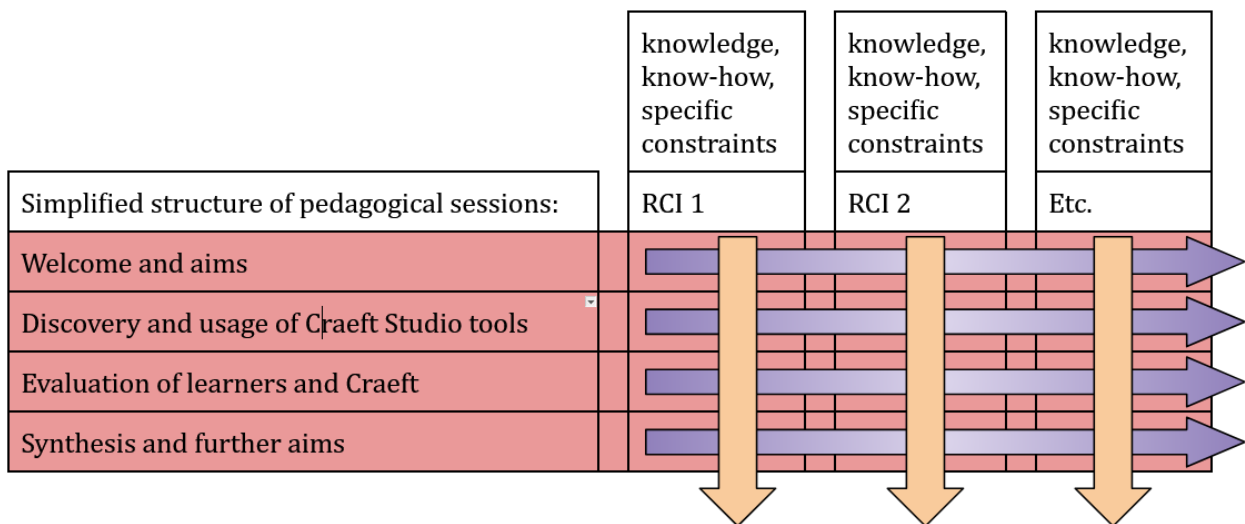 knowledge,
know-how,
specific
constraints
knowledge,
know-how,
specific
constraints
knowledge,
know-how,
specific
constraints
Simplified structure of pedagogical sessions:
RCI 1
RCI 2
Etc.
Welcome and aims
Discovery and usage of Craeft Studio tools
Evaluation of learners and Craeft
Synthesis and further aims